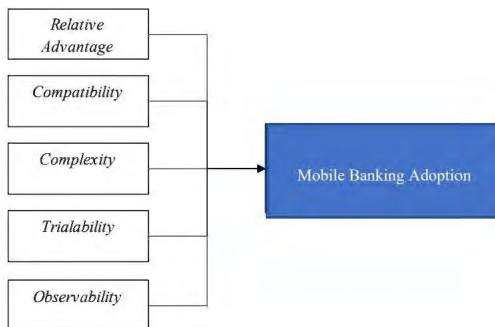 Relative
Advantage
Compatibility
Complexity
Mobile Banking Adoption
Trialability
Observability